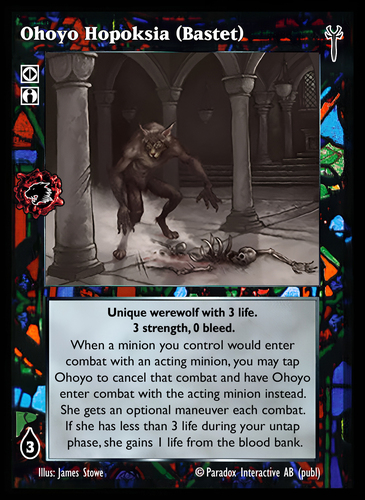 Ohoyo Hopoksia (Bastet)
Unique werewolf with 3 life.
3 strength, 0 bleed.
When a minion you control would enter
combat with an acting minion, you may tap
Ohoyo to cancel that combat and have Ohoyo
enter combat with the acting minion instead.
She gets an optional maneuver each combat.
If she has less than 3 life during your untap
phase, she gains 1 life from the blood bank.
3
Illus: James Stowe
© Paradox Interactive AB (publ)